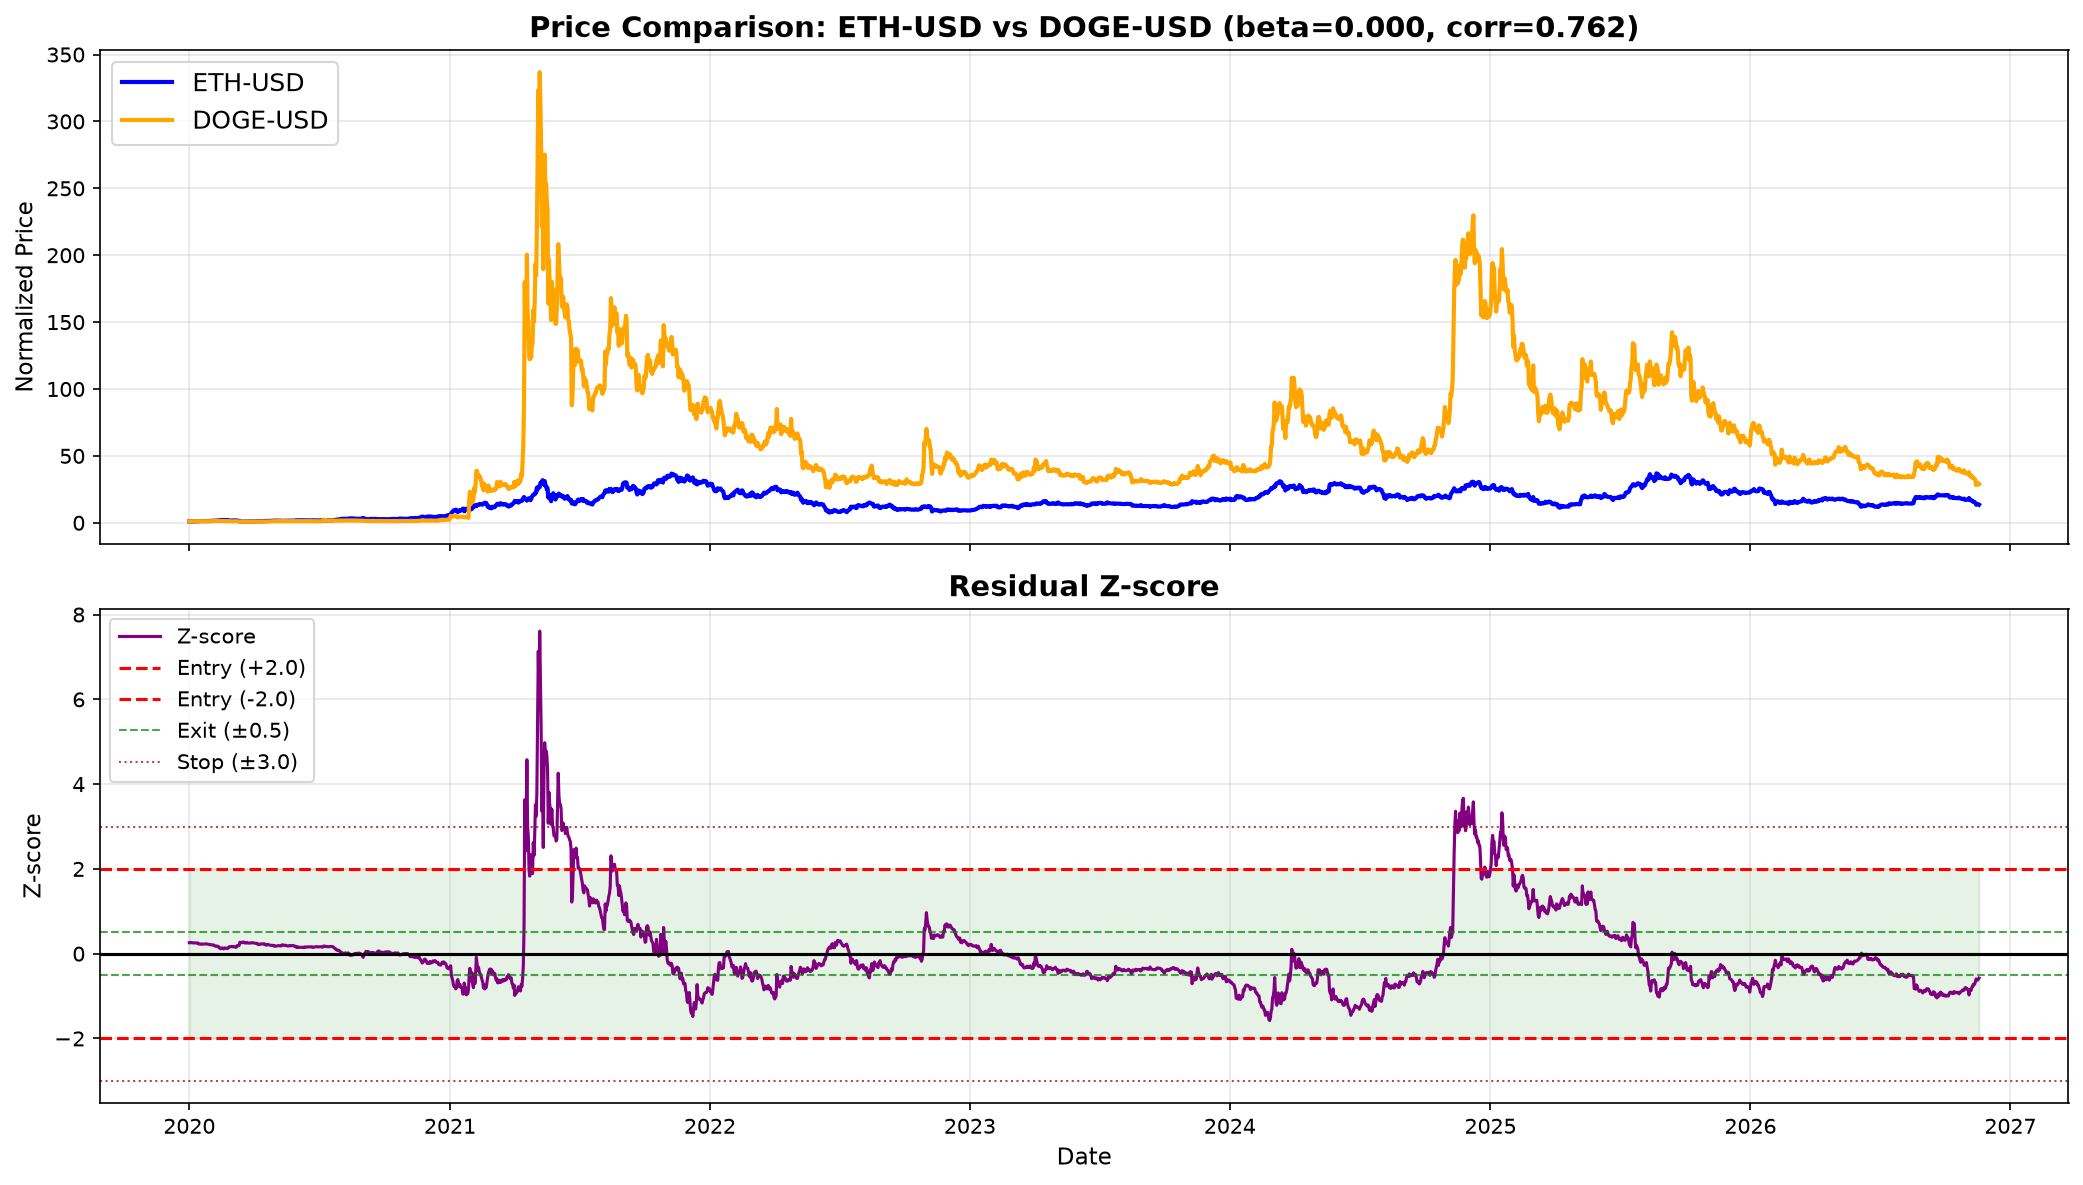 Price Comparison: ETH-USD vs DOGE-USD (beta=0.000, corr=0.762)
350
300
250
200
150
100
50
0
Normalized Price
ETH-USD
DOGE-USD
Residual Z-score
8
6
4
2
0
−2
Z-score
Z-score
Entry (+2.0)
Entry (-2.0)
Exit (±0.5)
Stop (±3.0)
2020 2021 2022 2023 2024 2025 2026 2027
Date